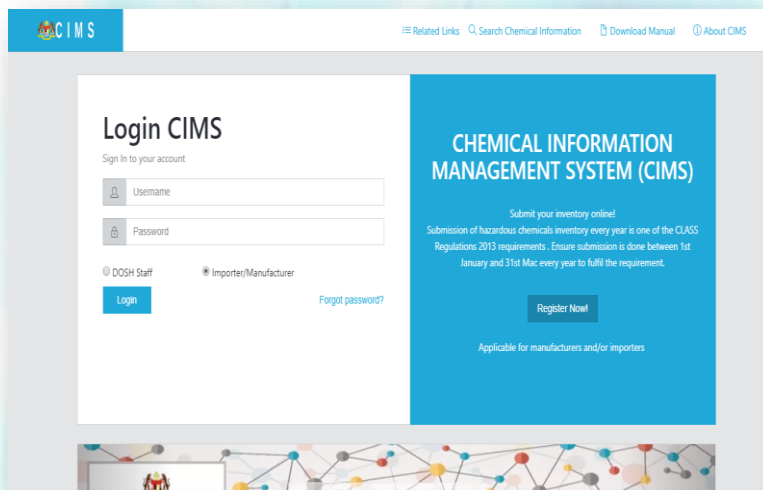 CIMS
Related Links Search Chemical Information Download Manual About CIMS
Login CIMS
Sign In to your account
Username
Password
DOSH Staff Importer/Manufacturer
Login Forgot password?
CHEMICAL INFORMATION
MANAGEMENT SYSTEM (CIMS)
Submit your inventory online!
Submission of hazardous chemicals inventory every year is one of the CLASS
Regulations 2013 requirements . Ensure submission is done between 1st
January and 31st Mac every year to fulfil the requirement.
Register Now!
Applicable for manufacturers and/or importers